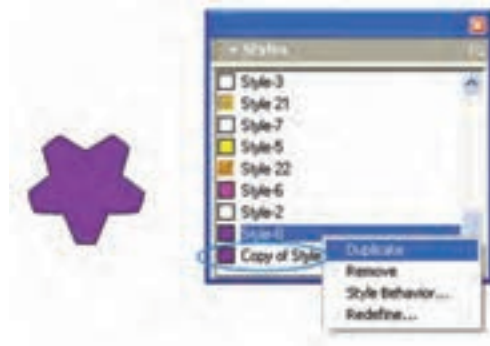 Styles
Style-3
Style 21
Style-7
Style-5
Style 22
Style-6
Style-2
Copy of Style
Duplicate
Remove
Style Behavior...
Redefine...